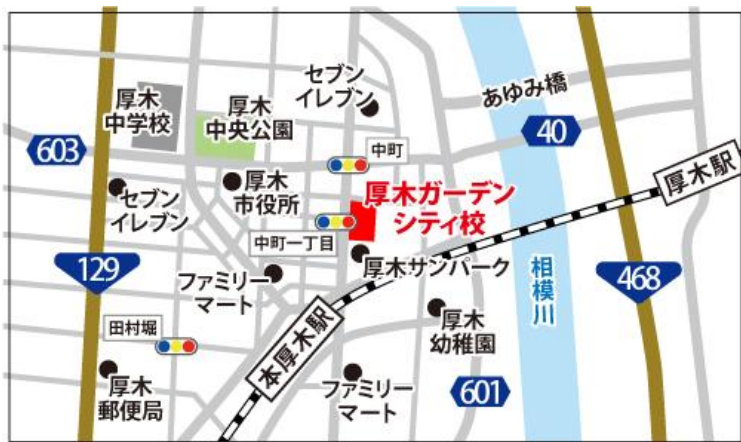 セブン
イレブン
あゆみ橋
厚木
中学校
厚木
中央公園
40
603
中町
厚木駅
セブン
イレブン
厚木
市役所
厚木ガーデン
シティ校
中町一丁目
厚木サンパーク
129
ファミリー
マート
相模川
468
田村堀
本厚木駅
厚木
幼稚園
厚木
郵便局
ファミリー
マート
601